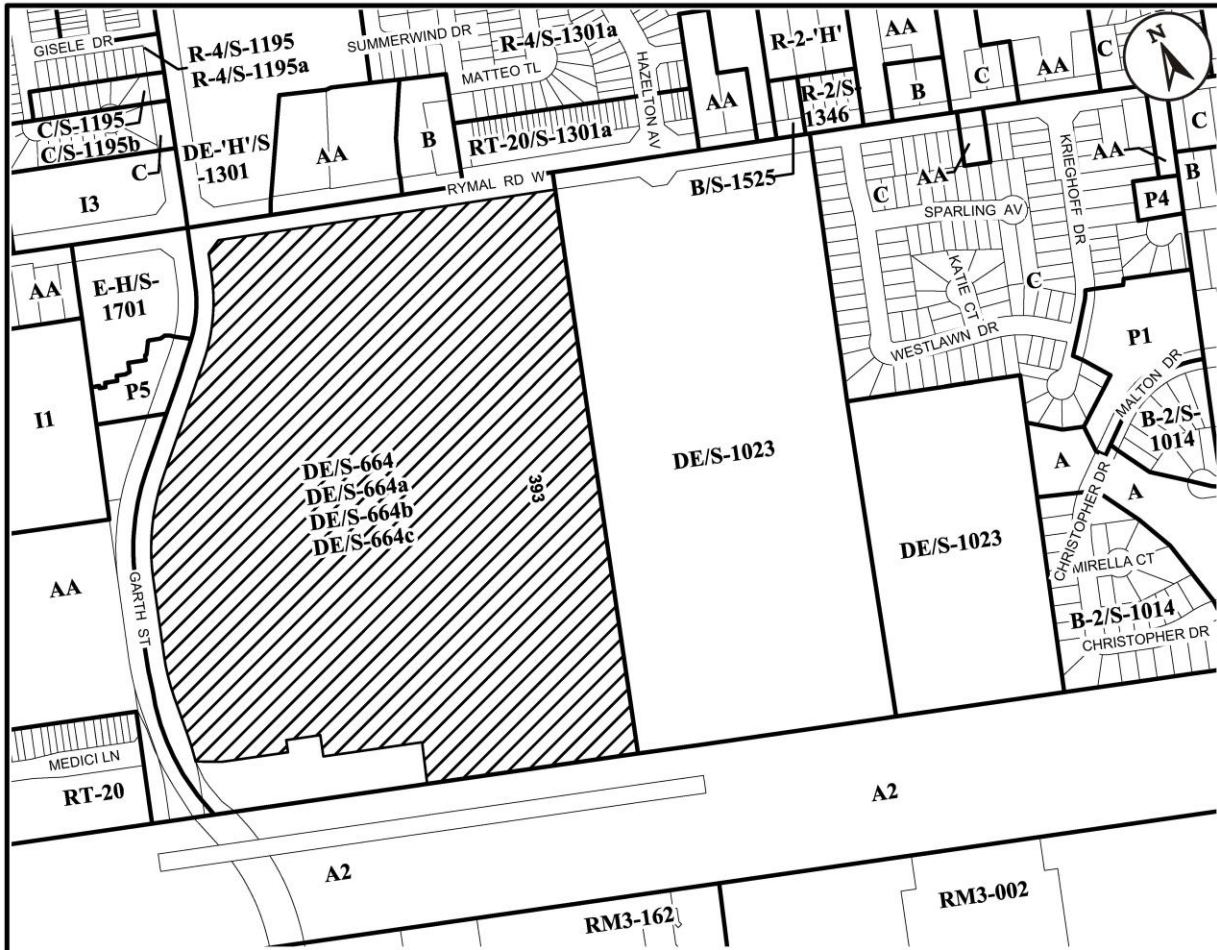 GISELE DR
R-4/S-1195
R-4/S-1195a
SUMMERWIND DR
R-4/S-1301a
MATTEO TL
HAZELTON AV
R-2-'H'
AA
C
AA
C
N
C/S-1195
C/S-1195b
C
DE-'H'/S
-1301
AA
B
RT-20/S-1301a
AA
R-2/S-
1346
B
C
I3
RYMAL RD W
B/S-1525
C
AA
KRIEGHOFF DR
AA
B
P4
SPARLING AV
AA
E-H/S-
1701
KATIE CT
C
WESTLAWN DR
P1
P5
MALTON DR
I1
B-2/S-
1014
DE/S-664
DE/S-664a
DE/S-664b
DE/S-664c
393
DE/S-1023
A
A
DE/S-1023
CHRISTOPHER DR
AA
GARTH ST
MIRELLA CT
B-2/S-1014
CHRISTOPHER DR
MEDICI LN
RT-20
A2
A2
RM3-162
RM3-002